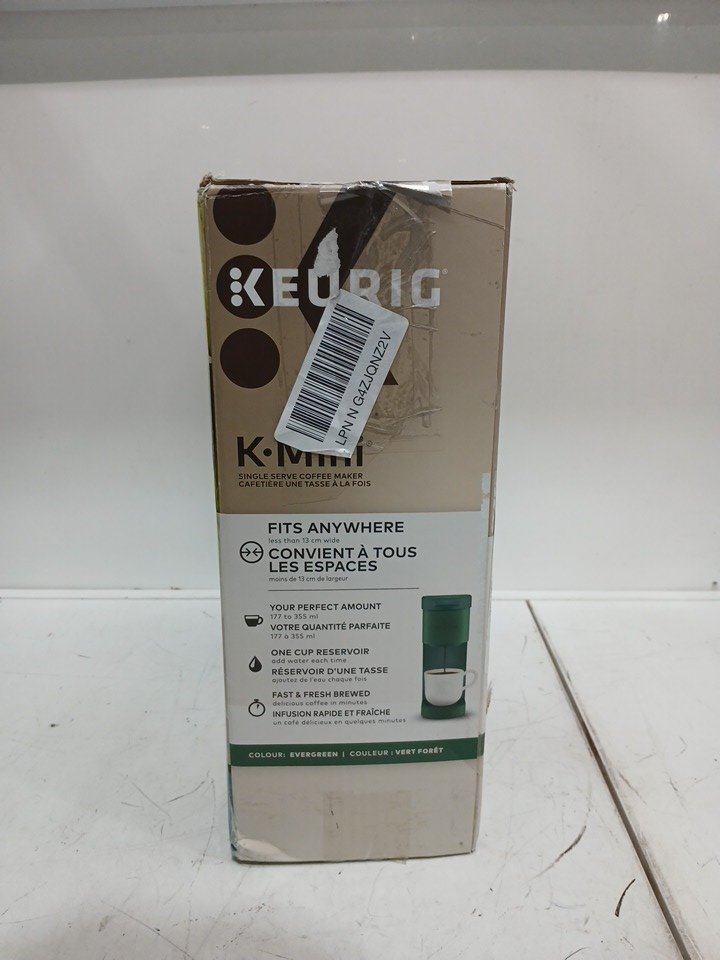 KEURIG
LPN N G4ZJQNZ2V
K•Mini®
SINGLE SERVE COFFEE MAKER
CAFETIÈRE UNE TASSE À LA FOIS
FITS ANYWHERE
less than 13 cm wide
CONVIENT À TOUS
LES ESPACES
moins de 13 cm de largeur
YOUR PERFECT AMOUNT
177 to 355 ml
VOTRE QUANTITÉ PARFAITE
177 à 355 ml
ONE CUP RESERVOIR
add water each time
RÉSERVOIR D'UNE TASSE
ajoutez de l'eau chaque fois
FAST & FRESH BREWED
delicious coffee in minutes
INFUSION RAPIDE ET FRAÎCHE
un café délicieux en quelques minutes
COLOUR: EVERGREEN | COULEUR : VERT FORÊT